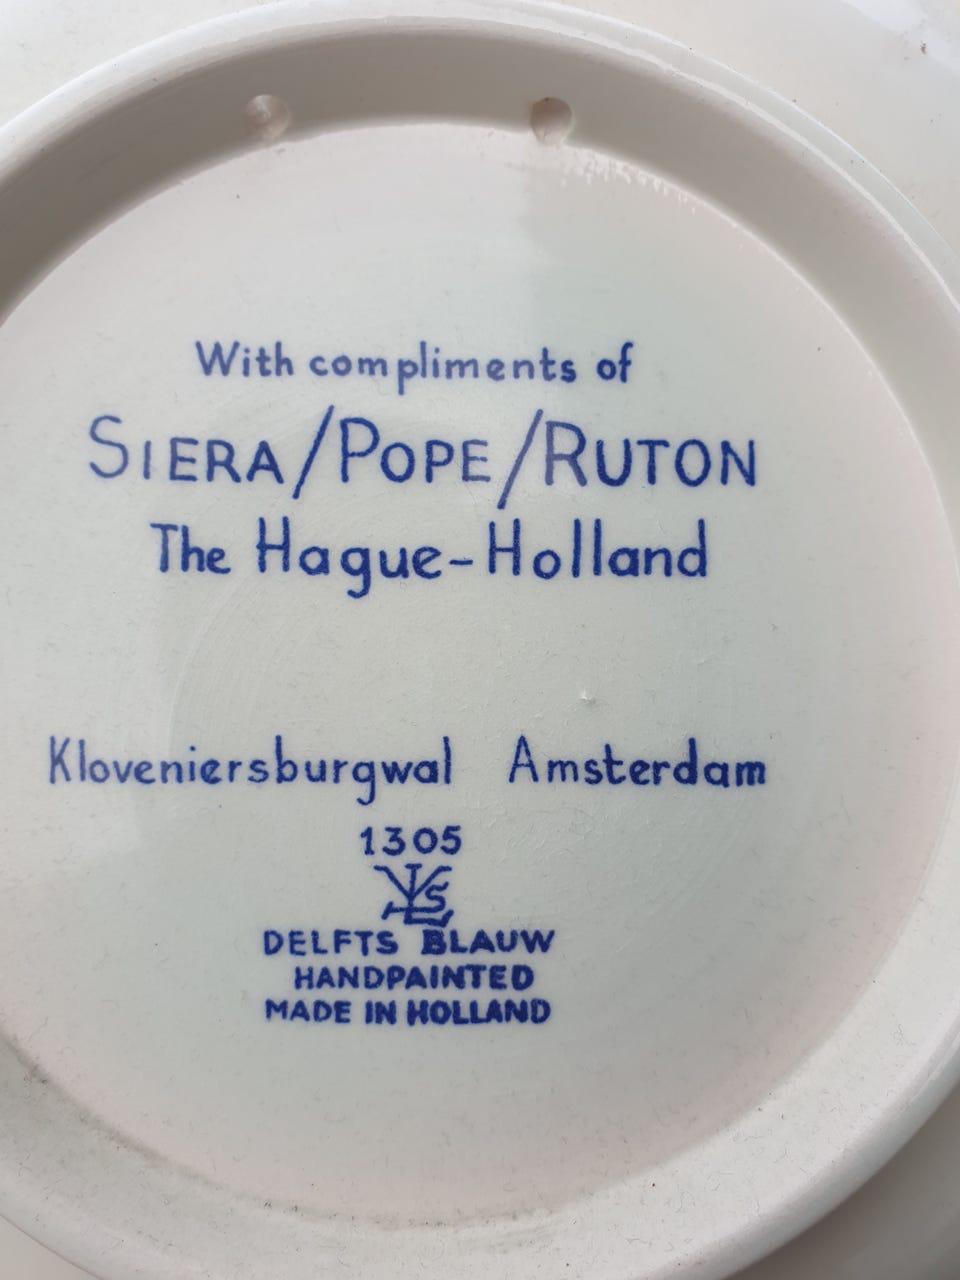 With compliments of
SIERA/POPE/RUTON
The Hague-Holland
Kloveniersburgwal Amsterdam
1305
DELFTS BLAUW
HANDPAINTED
MADE IN HOLLAND